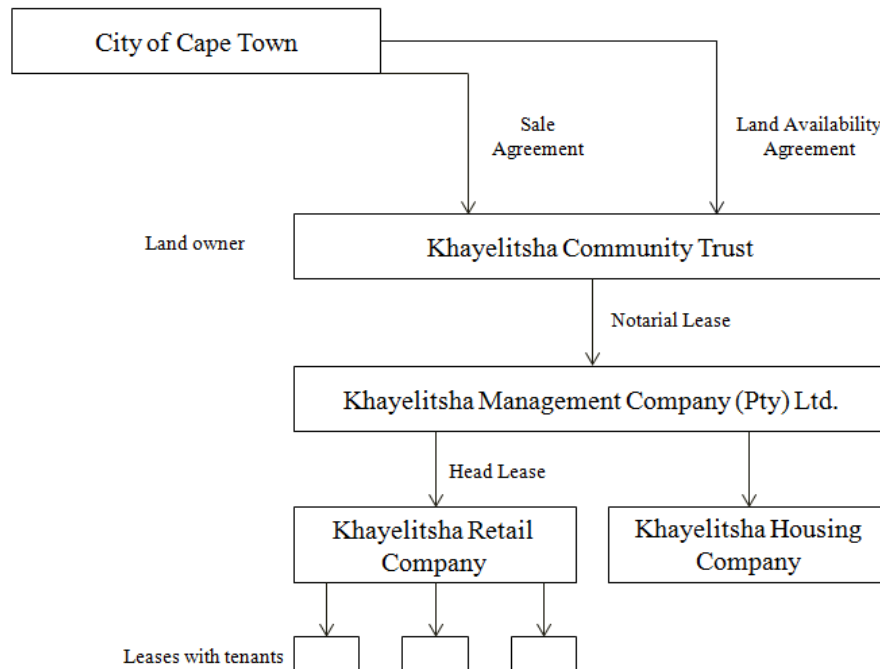 City of Cape Town
Sale
Agreement
Land Availability
Agreement
Land owner
Khayelitsha Community Trust
Notarial Lease
Khayelitsha Management Company (Pty) Ltd.
Head Lease
Khayelitsha Retail
Company
Khayelitsha Housing
Company
Leases with tenants